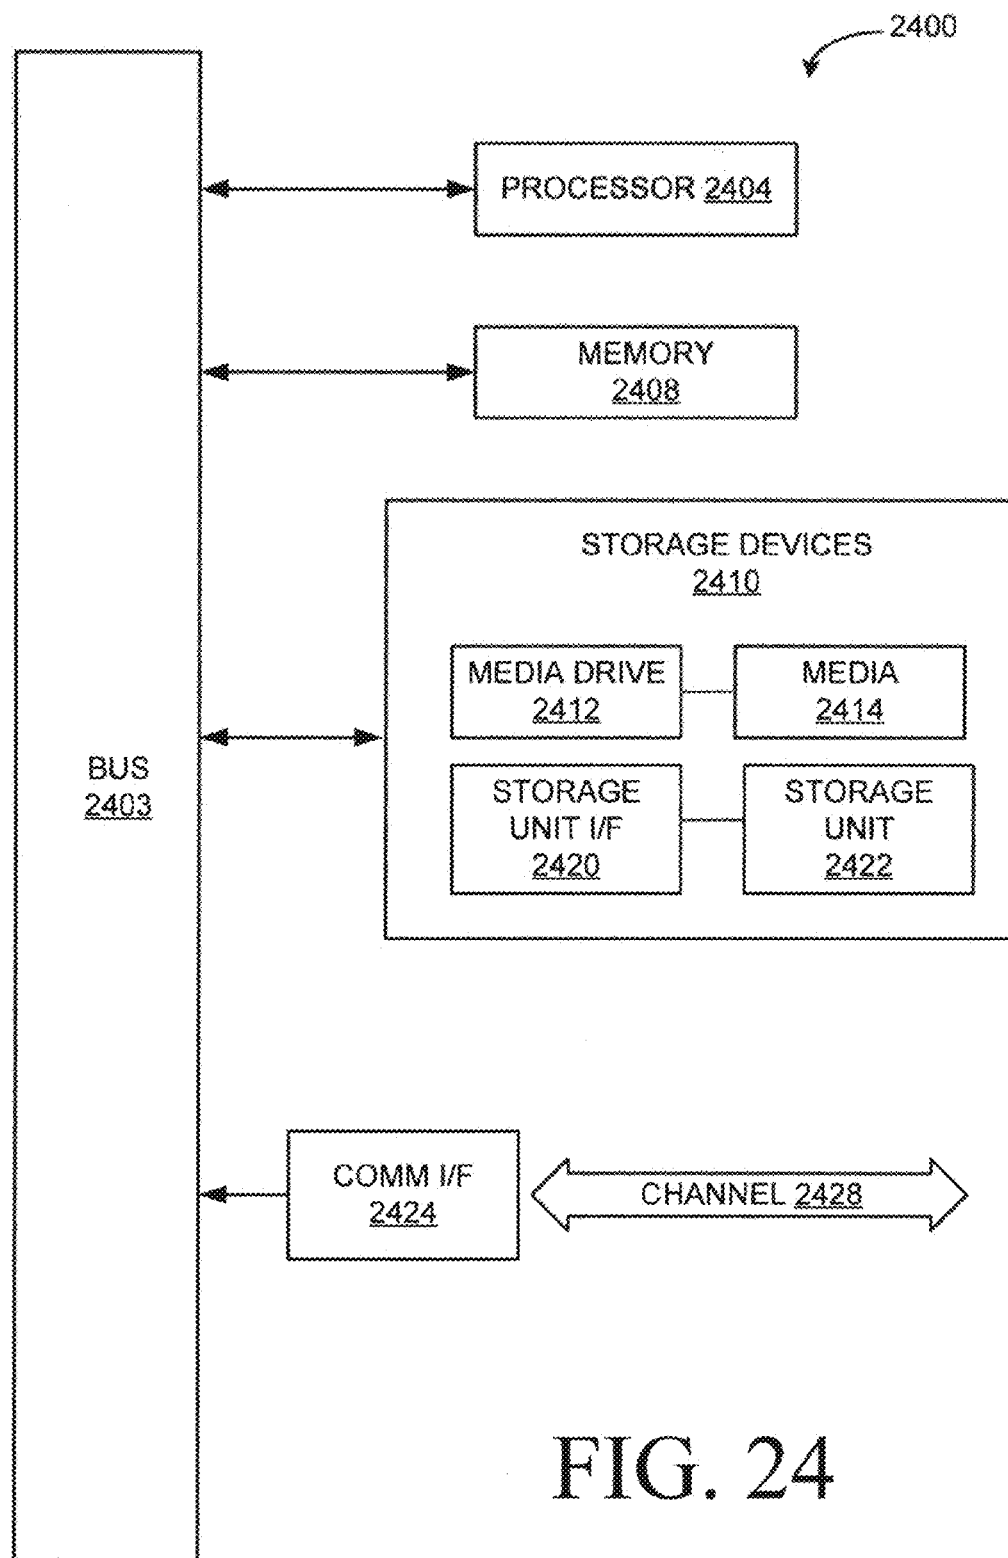 2400
PROCESSOR 2404
MEMORY
2408
STORAGE DEVICES
2410
MEDIA DRIVE
2412
MEDIA
2414
BUS
2403
STORAGE
UNIT I/F
2420
STORAGE
UNIT
2422
COMM I/F
2424
CHANNEL 2428
FIG. 24